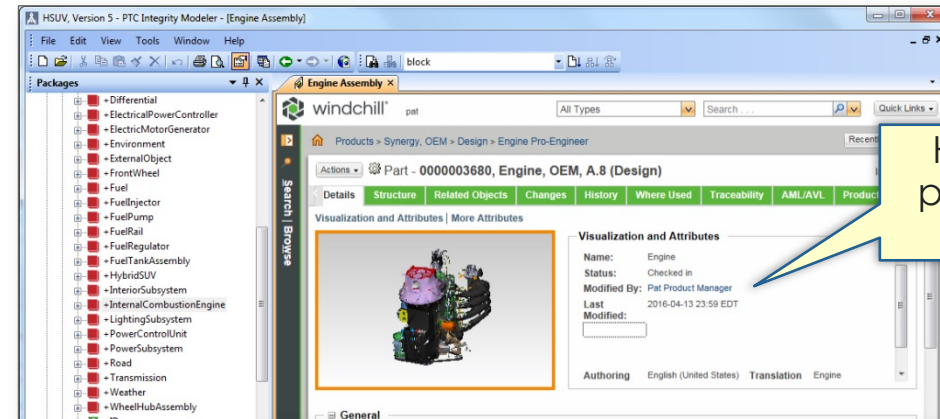 HSUV, Version 5 - PTC Integrity Modeler - [Engine Assembly]
File Edit View Tools Window Help
block
Packages
Engine Assembly
+Differential
+ElectricalPowerController
+ElectricMotorGenerator
+Environment
+ExternalObject
+FrontWheel
+Fuel
+FuelInjector
+FuelPump
+FuelRail
+FuelRegulator
+FuelTankAssembly
+HybridSUV
+InteriorSubsystem
+InternalCombustionEngine
+LightingSubsystem
+PowerControlUnit
+PowerSubsystem
+Road
+Transmission
+Weather
+WheelHubAssembly
windchill® pat
All Types
Search . . .
Quick Links
Products > Synergy, OEM > Design > Engine Pro-Engineer
Search | Browse
Actions Part - 0000003680, Engine, OEM, A.8 (Design)
Details Structure Related Objects Changes History Where Used Traceability AML/AVL
Visualization and Attributes | More Attributes
Visualization and Attributes
Name: Engine
Status: Checked in
Modified By: Pat Product Manager
Last Modified: 2016-04-13 23:59 EDT
Authoring English (United States) Translation Engine
General